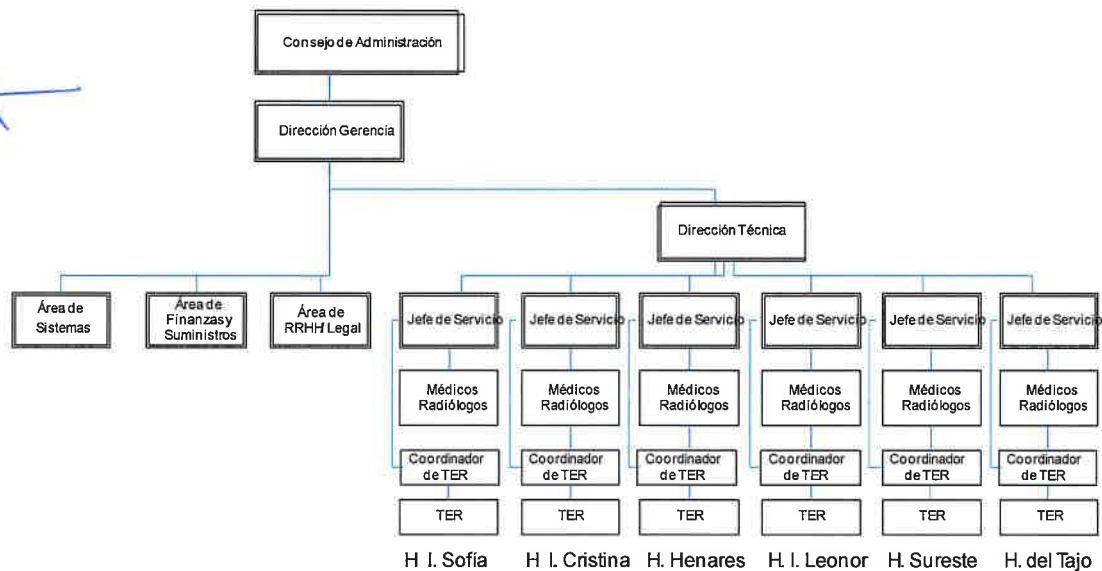 Consejo de Administración
Dirección Gerencia
Dirección Técnica
Área de
Sistemas
Área de
Finanzas y
Suministros
Área de
RRHH/Legal
Jefe de Servicio
Jefe de Servicio
Jefe de Servicio
Jefe de Servicio
Jefe de Servicio
Jefe de Servicio
Médicos
Radiólogos
Médicos
Radiólogos
Médicos
Radiólogos
Médicos
Radiólogos
Médicos
Radiólogos
Médicos
Radiólogos
Coordinador
de TER
Coordinador
de TER
Coordinador
de TER
Coordinador
de TER
Coordinador
de TER
Coordinador
de TER
TER
TER
TER
TER
TER
TER
H I. Sofía
H I. Cristina
H. Henares
H. I. Leonor
H. Sureste
H. del Tajo